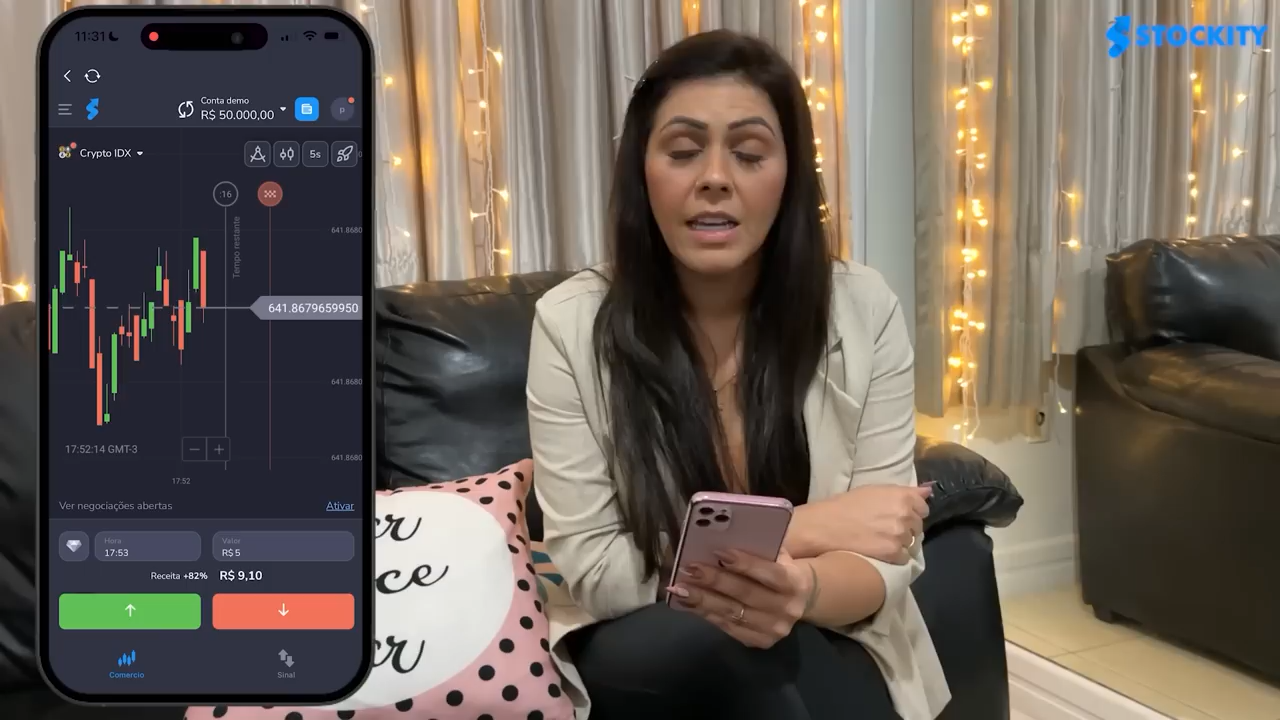 11:31
STOCKITY
Conta demo
R$ 50.000,00
p
Crypto IDX
5s
:16
Tempo restante
641.8680
641.8679659950
641.8680
641.8680
17:52:14 GMT-3
17:52
Ver negociações abertas
Ativar
Hora
17:53
Valor
R$ 5
Receita +82%
R$ 9,10
Comercio
Sinal